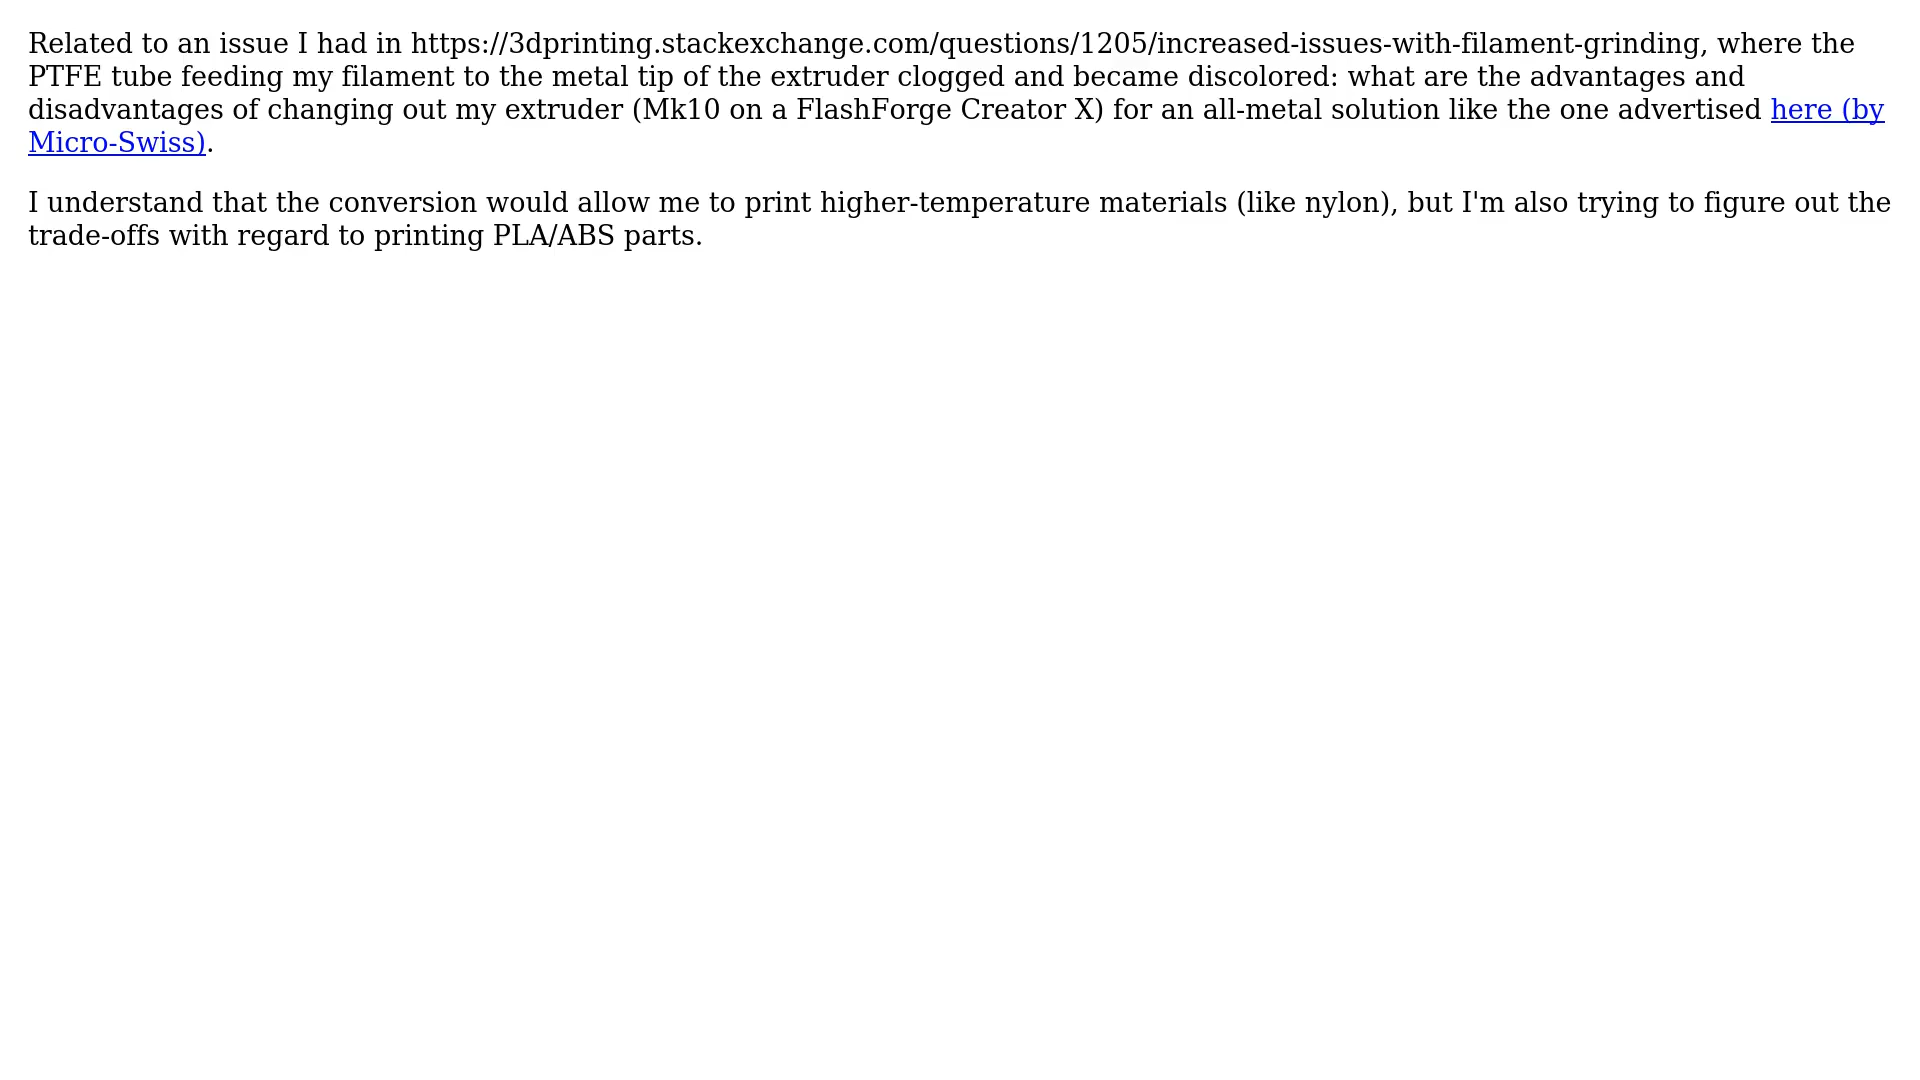 Related to an issue I had in https://3dprinting.stackexchange.com/questions/1205/increased-issues-with-filament-grinding, where the
PTFE tube feeding my filament to the metal tip of the extruder clogged and became discolored: what are the advantages and
disadvantages of changing out my extruder (Mk10 on a FlashForge Creator X) for an all-metal solution like the one advertised here (by
Micro-Swiss).
I understand that the conversion would allow me to print higher-temperature materials (like nylon), but I'm also trying to figure out the
trade-offs with regard to printing PLA/ABS parts.